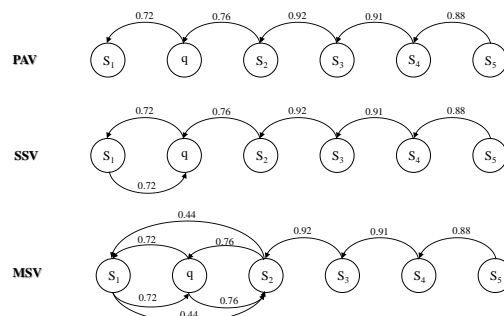 0.72 0.76 0.92 0.91 0.88
PAV S1 q S2 S3 S4 S5
0.72 0.76 0.92 0.91 0.88
SSV S1 q S2 S3 S4 S5
0.72
0.44
0.72 0.76 0.92 0.91 0.88
MSV S1 q S2 S3 S4 S5
0.72 0.76
0.44